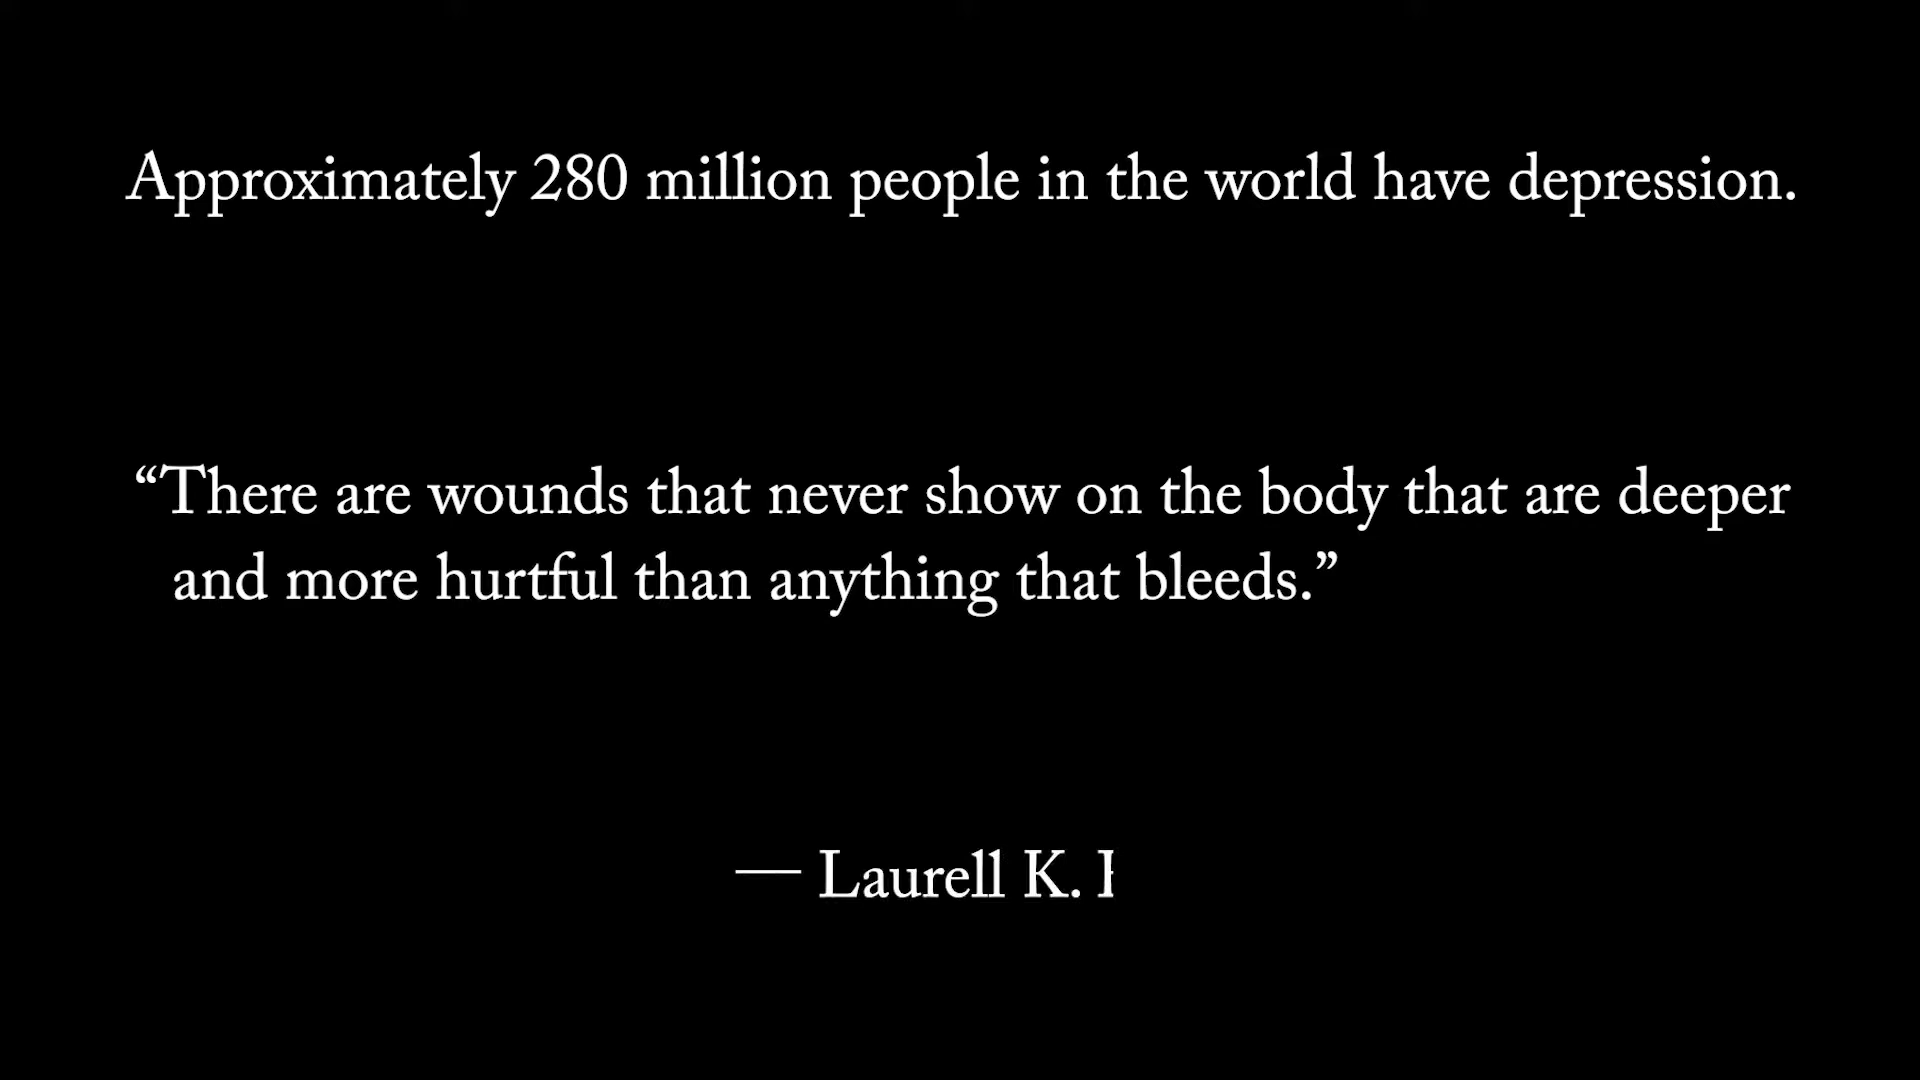 Approximately 280 million people in the world have depression.
“There are wounds that never show on the body that are deeper
and more hurtful than anything that bleeds.”
— Laurell K.